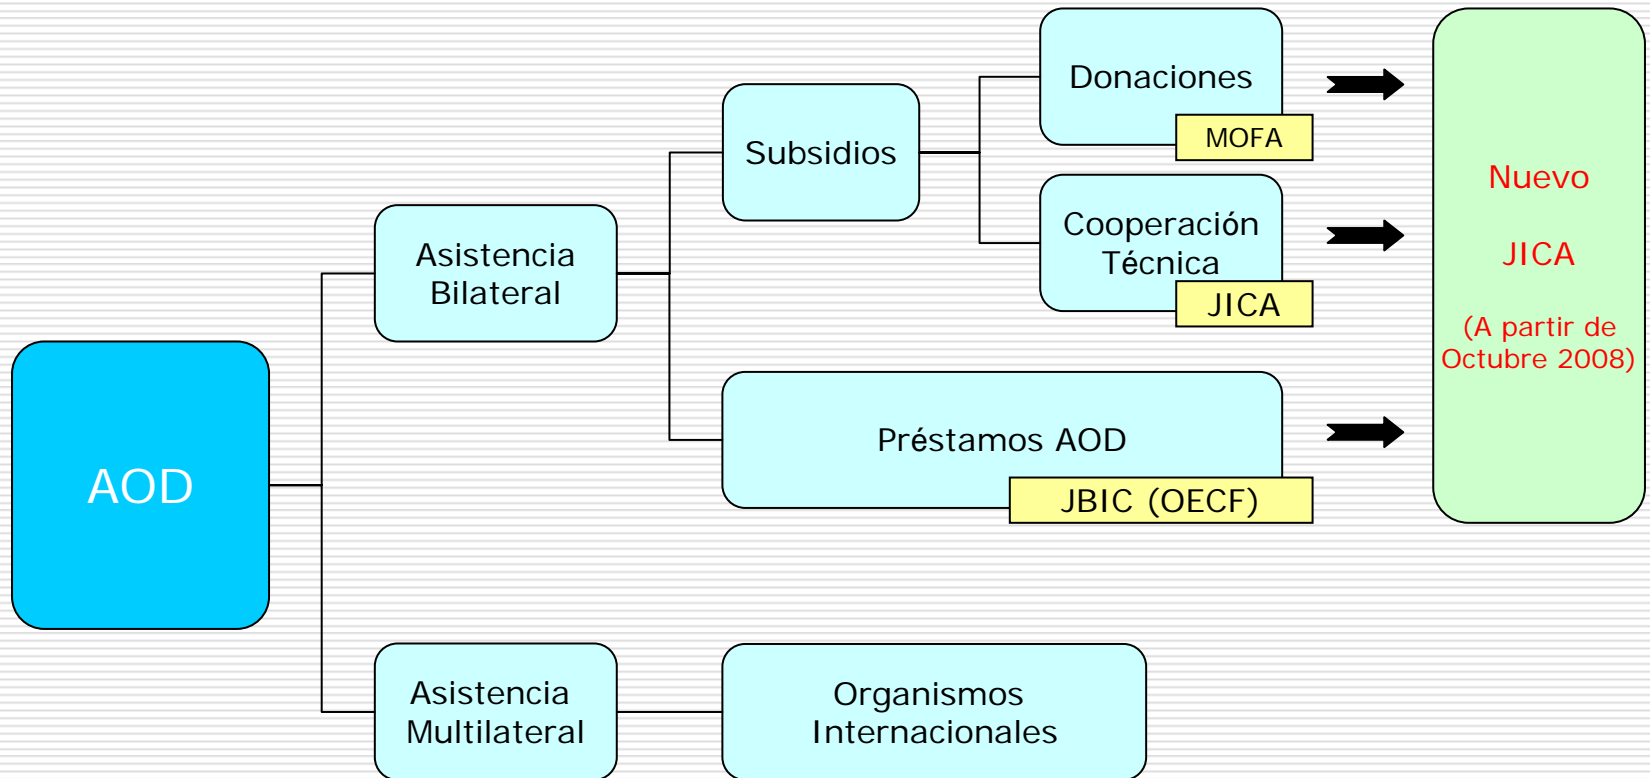 AOD
Asistencia
Bilateral
Subsidios
Donaciones
MOFA
Cooperación
Técnica
JICA
Préstamos AOD
JBIC (OECF)
Nuevo
JICA
(A partir de
Octubre 2008)
Asistencia
Multilateral
Organismos
Internacionales